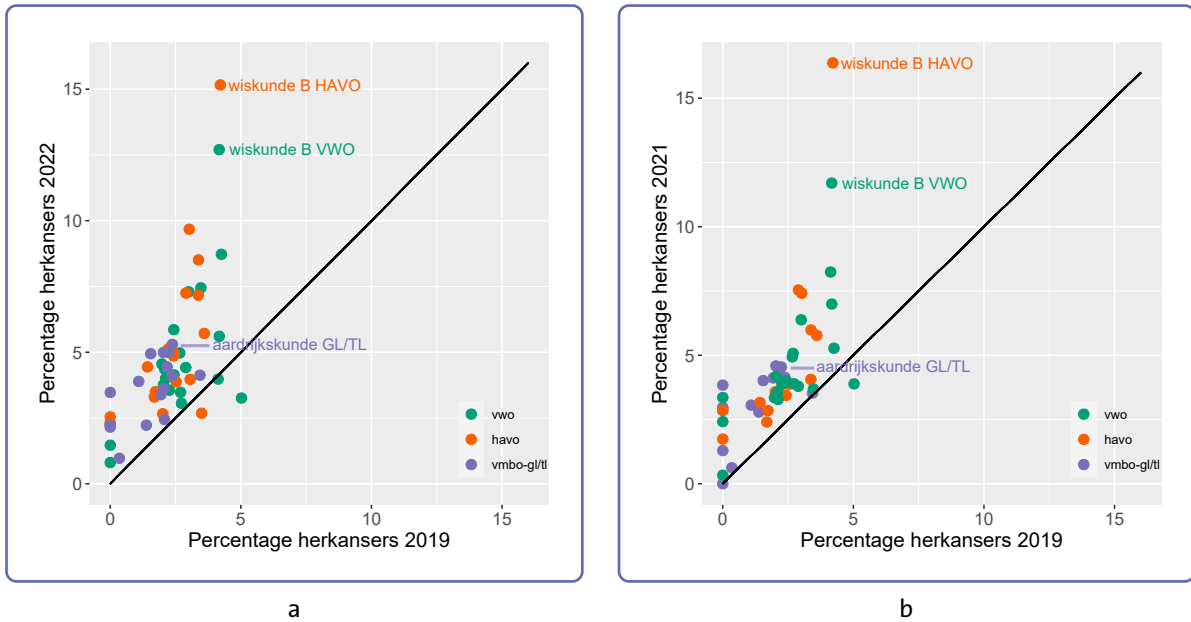 wiskunde B HAVO
15
wiskunde B VWO
10
5
aardrijkskunde GL/TL
vwo
havo
vmbo-gl/tl
0
0 5 10 15
Percentage herkansers 2022
Percentage herkansers 2019
a
wiskunde B HAVO
15
wiskunde B VWO
10
5
aardrijkskunde GL/TL
vwo
havo
vmbo-gl/tl
0
0 5 10 15
Percentage herkansers 2021
Percentage herkansers 2019
b